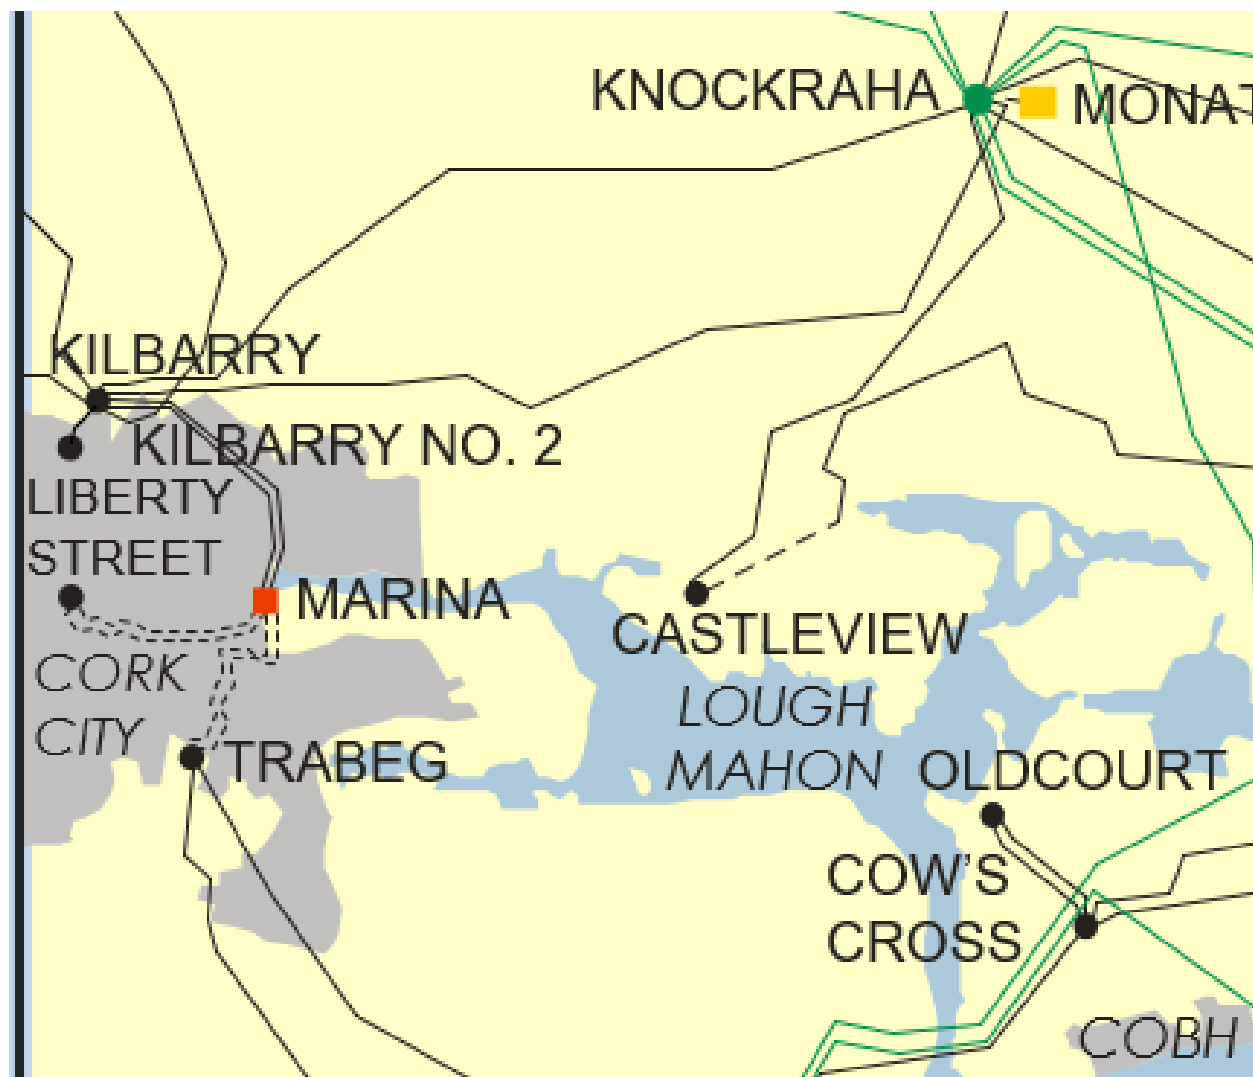 KNOCKRAHA
MONAT
KILBARRY
KILBARRY NO. 2
LIBERTY
STREET
MARINA
CASTLEVIEW
CORK
CITY
LOUGH
MAHON
TRABEG
OLDCOURT
COW'S
CROSS
COBH